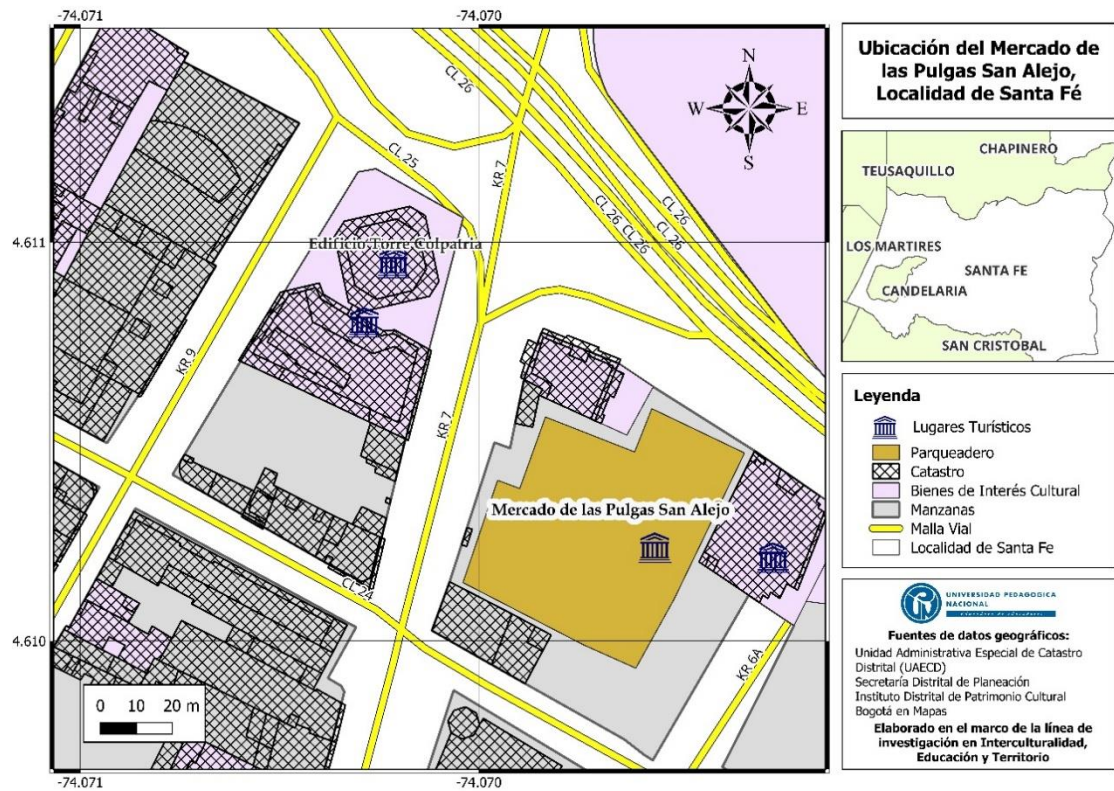 -74.071
-74.070
4.611
4.610
-74.071
-74.070
CL 26
CL 26
CL 25
KR 7
CL 26
CL 26
CL 26
CL 26
N
W E
S
Edificio Torre Colpatria
KR 9
KR 7
Mercado de las Pulgas San Alejo
CL 24
KR 6A
0 10 20 m
Ubicación del Mercado de
las Pulgas San Alejo,
Localidad de Santa Fé
CHAPINERO
TEUSAQUILLO
LOS MARTIRES
SANTA FE
CANDELARIA
SAN CRISTOBAL
Leyenda
Lugares Turísticos
Parqueadero
Catastro
Bienes de Interés Cultural
Manzanas
Malla Vial
Localidad de Santa Fe
UNIVERSIDAD PEDAGOGICA
NACIONAL
Fuentes de datos geográficos:
Unidad Administrativa Especial de Catastro
Distrital (UAECD)
Secretaría Distrital de Planeación
Instituto Distrital de Patrimonio Cultural
Bogotá en Mapas
Elaborado en el marco de la línea de
investigación en Interculturalidad,
Educación y Territorio